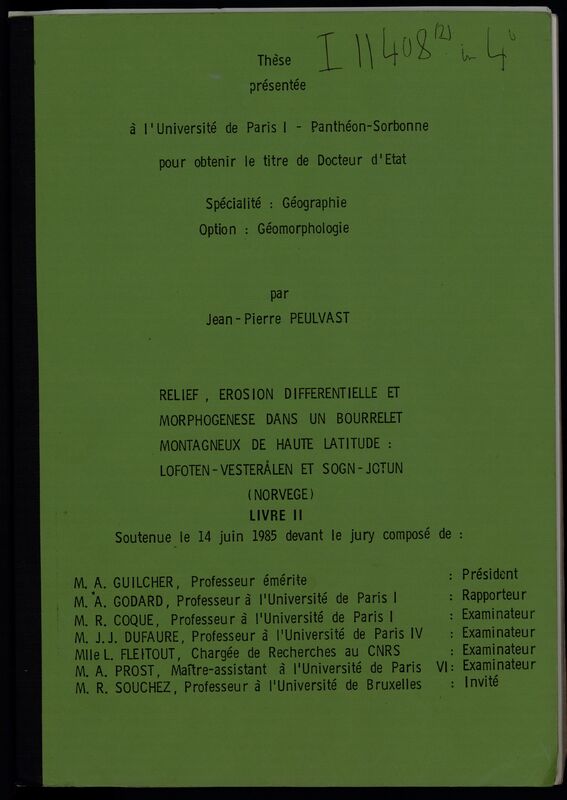 Thèse
I 11408 (2) in 4°
présentée
à l'Université de Paris I - Panthéon-Sorbonne
pour obtenir le titre de Docteur d'Etat
Spécialité : Géographie
Option : Géomorphologie
par
Jean-Pierre PEULVAST
RELIEF, EROSION DIFFERENTIELLE ET
MORPHOGENESE DANS UN BOURRELET
MONTAGNEUX DE HAUTE LATITUDE :
LOFOTEN-VESTERÅLEN ET SOGN-JOTUN
(NORVEGE)
LIVRE II
Soutenue le 14 juin 1985 devant le jury composé de :
M. A. GUILCHER, Professeur émérite : Président
M. A. GODARD, Professeur à l'Université de Paris I : Rapporteur
M. R. COQUE, Professeur à l'Université de Paris I : Examinateur
M. J.J. DUFAURE, Professeur à l'Université de Paris IV : Examinateur
Mlle L. FLEITOUT, Chargée de Recherches au CNRS : Examinateur
M. A. PROST, Maître-assistant à l'Université de Paris VI : Examinateur
M. R. SOUCHEZ, Professeur à l'Université de Bruxelles : Invité